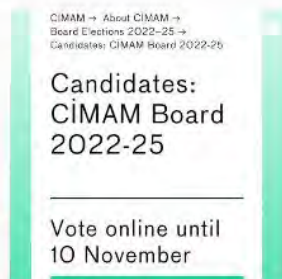 CIMAM → About CIMAM →
Board Elections 2022–25 →
Candidates: CIMAM Board 2022-25
Candidates:
CIMAM Board
2022-25
Vote online until
10 November